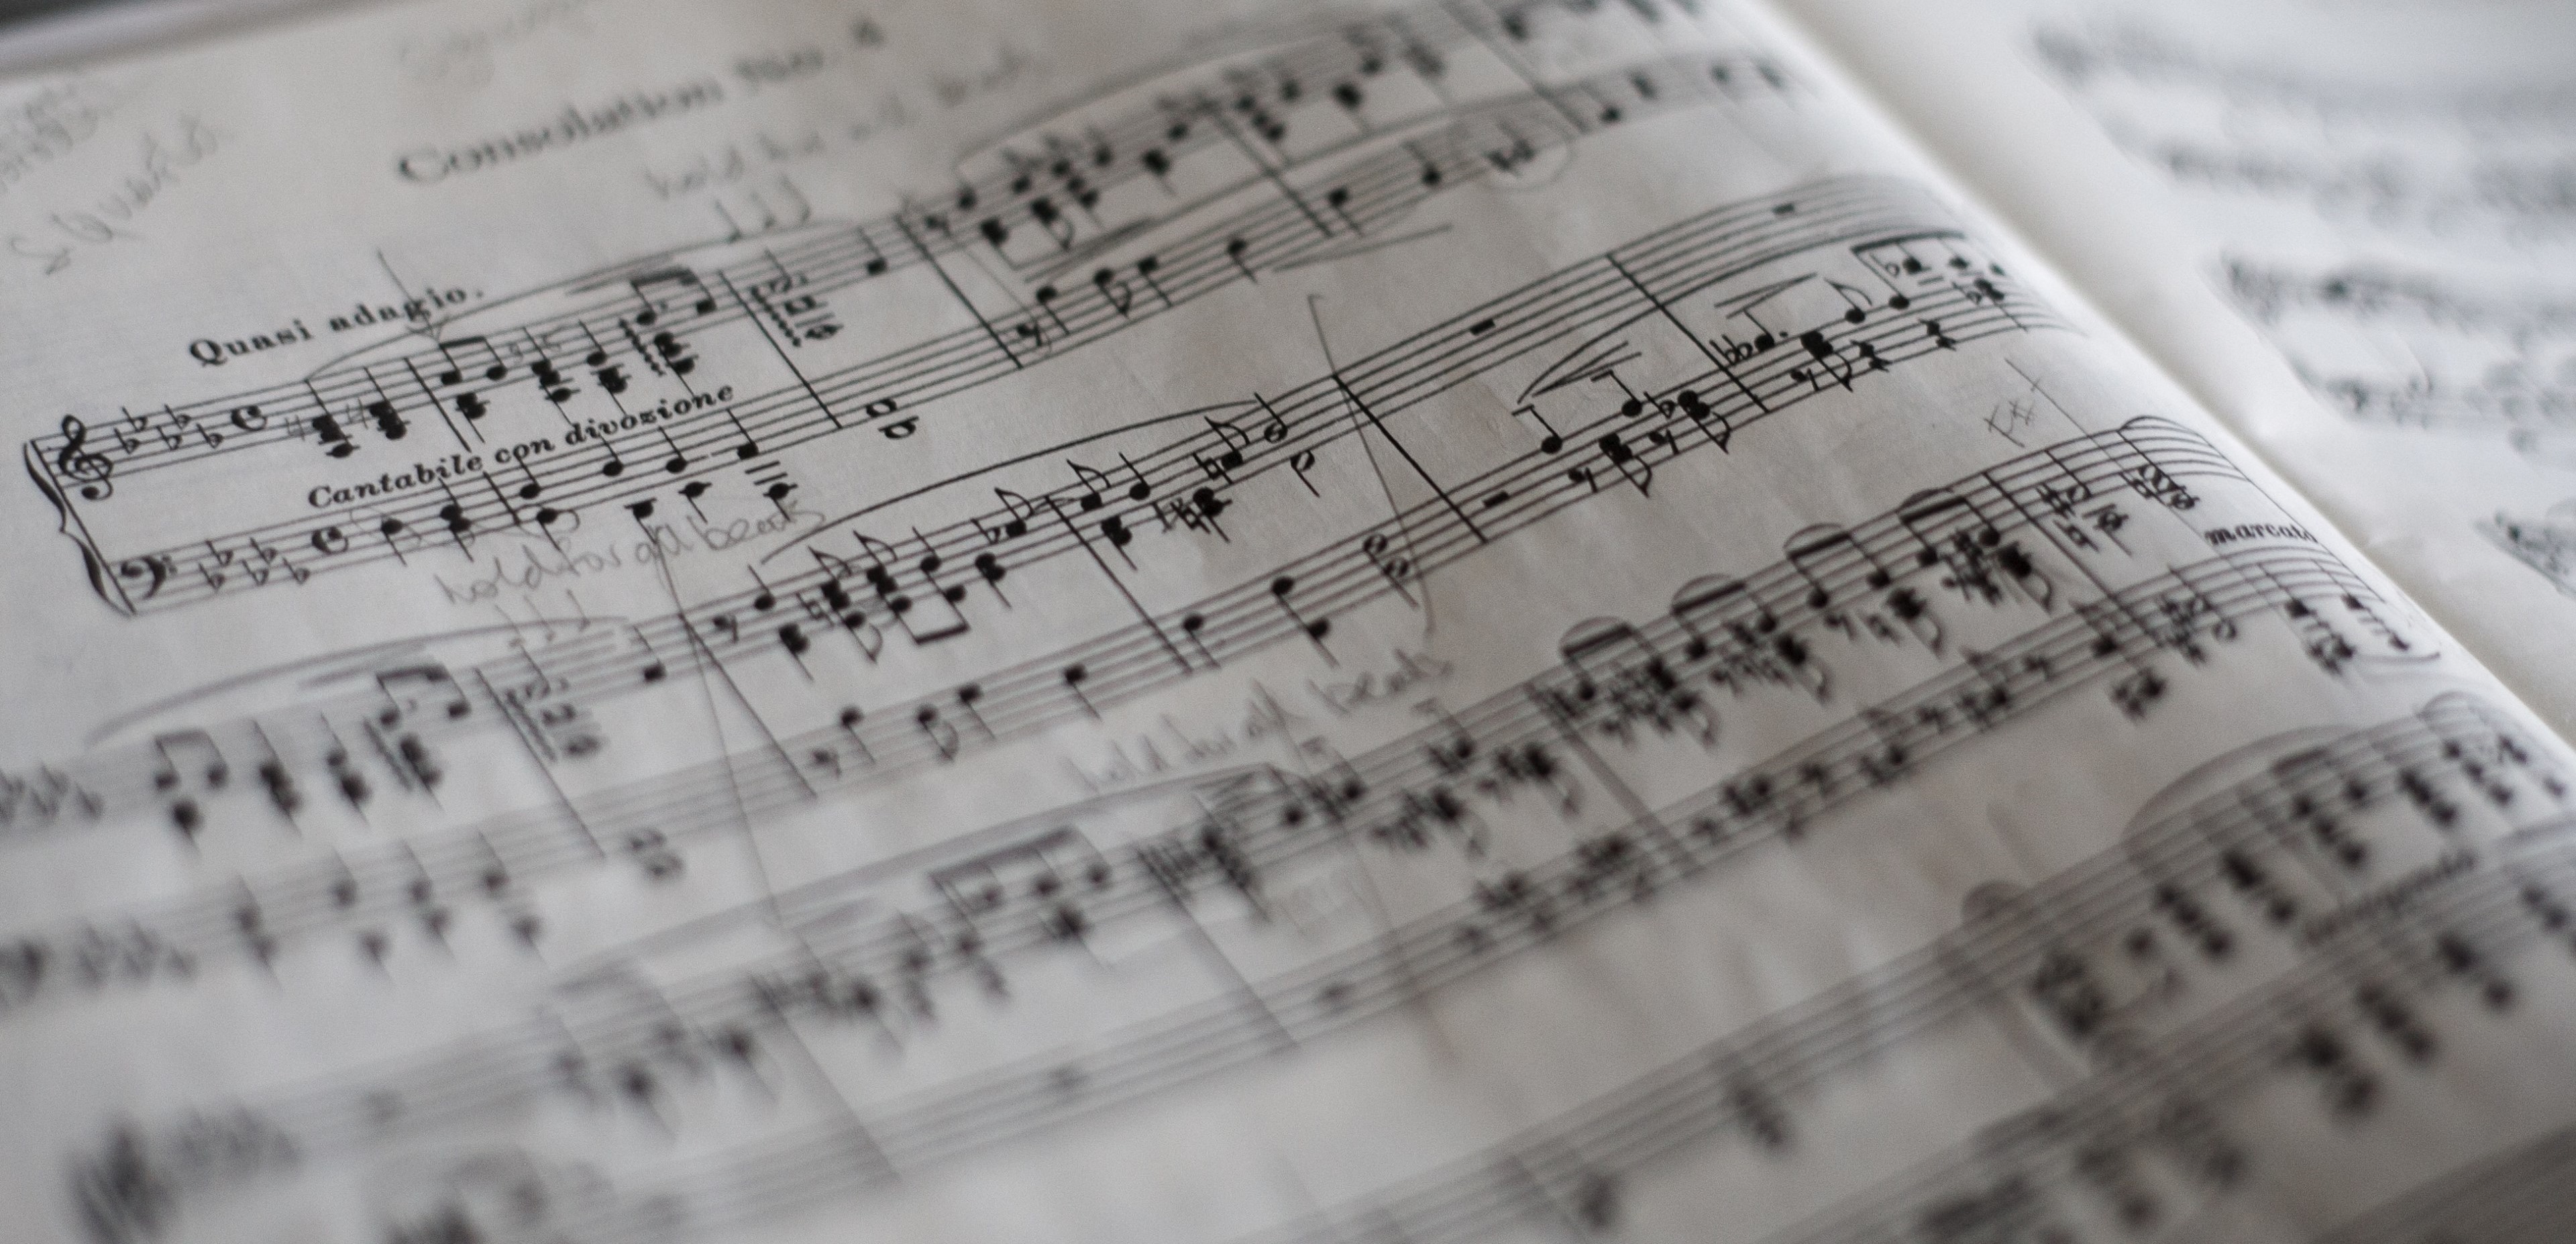 Consolation No. 4
hold for all beats
Quasi adagio.
Cantabile con divozione
hold for all beats
hold for all beats
marcato